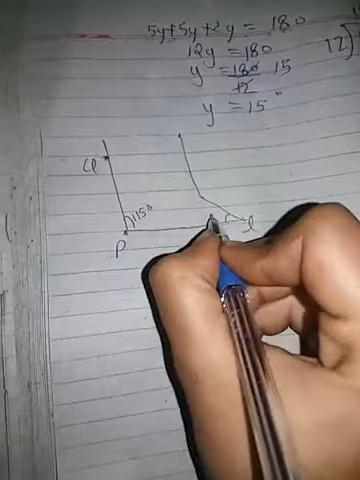 5y+5y+2y = 180
12y = 180
y = 180 15
12
y = 15°
12
Q
115°
P